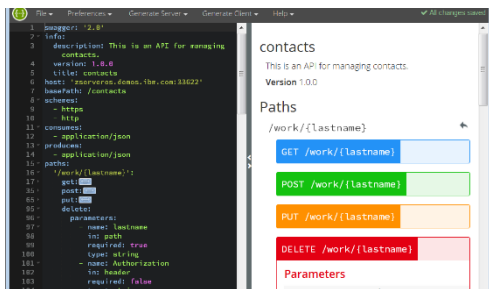 File Preferences Generate Server Generate Client Help All changes saved
1 swagger: '2.0'
2 info:
3 description: This is an API for managing
contacts.
4 version: 1.0.0
5 title: contacts
6 host: 'zserveros.demos.ibm.com:33622'
7 basePath: /contacts
8 schemes:
9 - https
10 - http
11 consumes:
12 - application/json
13 produces:
14 - application/json
15 paths:
16 '/work/{lastname}':
17 get:
35 post:
65 put:
95 delete:
96 parameters:
97 - name: lastname
98 in: path
99 required: true
100 type: string
101 - name: Authorization
102 in: header
103 required: false
contacts
This is an API for managing contacts.
Version 1.0.0
Paths
/work/{lastname}
GET /work/{lastname}
POST /work/{lastname}
PUT /work/{lastname}
DELETE /work/{lastname}
Parameters